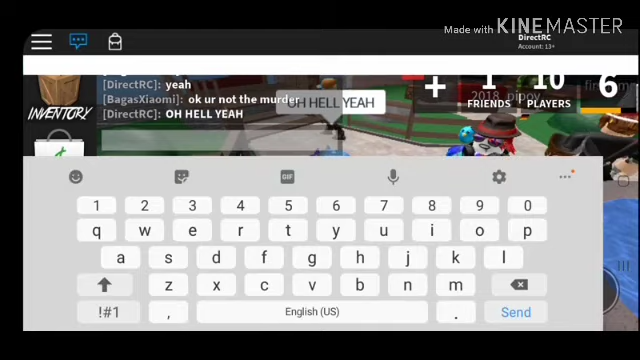 Made with KINEMASTER
DirectRC
Account: 13+
[DirectRC]: yeah
[BagasXiaomi]: ok ur not the murder
[DirectRC]: OH HELL YEAH
OH HELL YEAH
INVENTORY
+
1
FRIENDS
10
PLAYERS
6
2018_pipoy
GIF
1 2 3 4 5 6 7 8 9 0
q w e r t y u i o p
a s d f g h j k l
z x c v b n m
!#1 , English (US) . Send